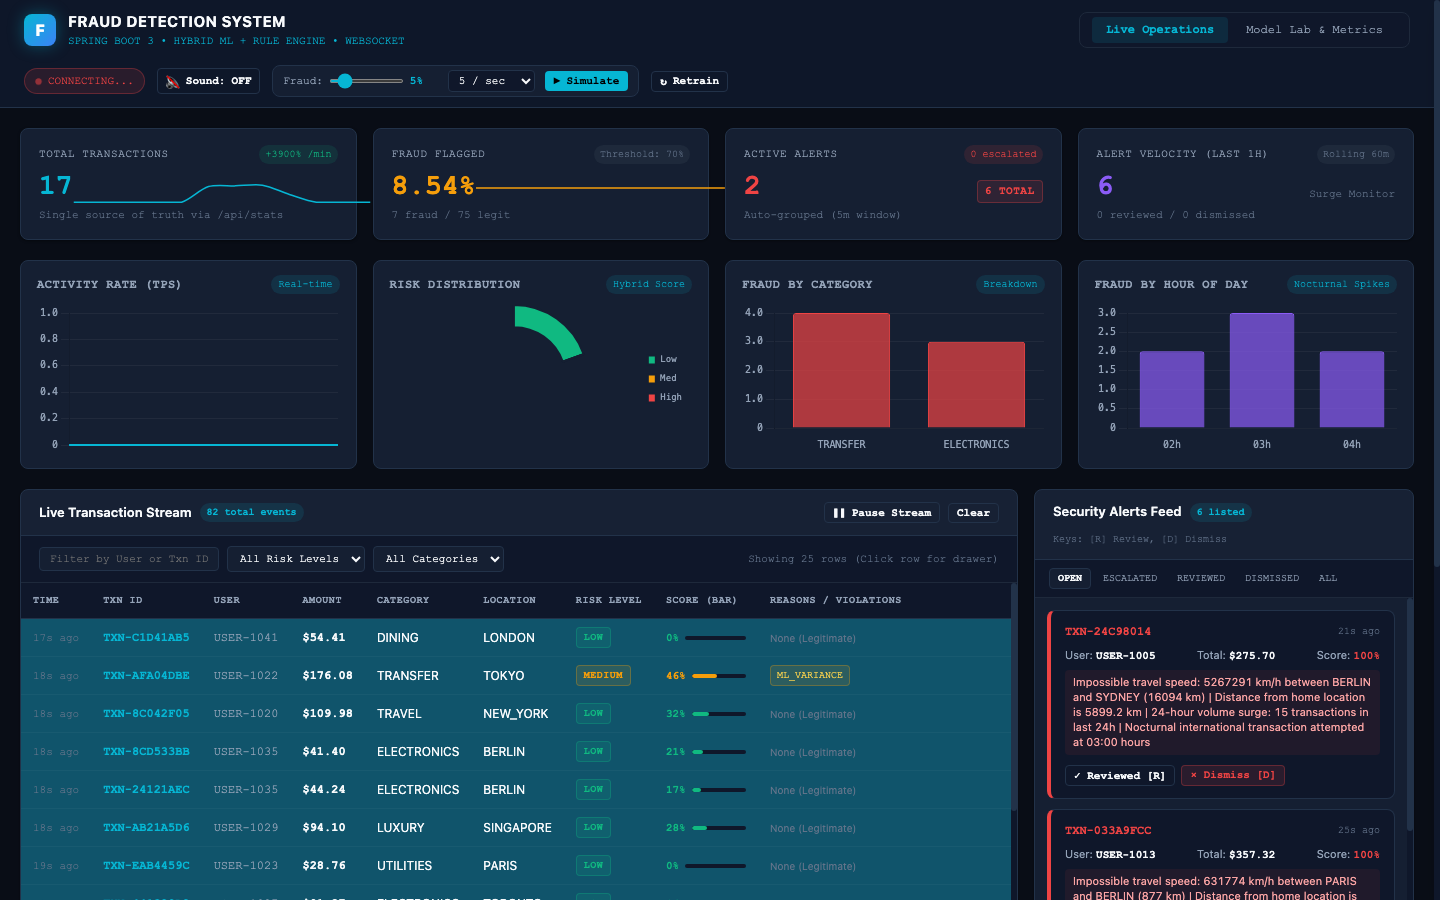 F
FRAUD DETECTION SYSTEM
SPRING BOOT 3 • HYBRID ML + RULE ENGINE • WEBSOCKET
Live Operations
Model Lab & Metrics
CONNECTING...
Sound: OFF
Fraud:
5%
5 / sec
▶ Simulate
↻ Retrain
TOTAL TRANSACTIONS
+3900% /min
17
Single source of truth via /api/stats
FRAUD FLAGGED
Threshold: 70%
8.54%
7 fraud / 75 legit
ACTIVE ALERTS
0 escalated
2
6 TOTAL
Auto-grouped (5m window)
ALERT VELOCITY (LAST 1H)
Rolling 60m
6
Surge Monitor
0 reviewed / 0 dismissed
ACTIVITY RATE (TPS)
Real-time
1.0
0.8
0.6
0.4
0.2
0
RISK DISTRIBUTION
Hybrid Score
Low
Med
High
FRAUD BY CATEGORY
Breakdown
4.0
3.0
2.0
1.0
0
TRANSFER
ELECTRONICS
FRAUD BY HOUR OF DAY
Nocturnal Spikes
3.0
2.5
2.0
1.5
1.0
0.5
0
02h
03h
04h
Live Transaction Stream
82 total events
Pause Stream
Clear
Filter by User or Txn ID
All Risk Levels
All Categories
Showing 25 rows (Click row for drawer)
TIME TXN ID USER AMOUNT CATEGORY LOCATION RISK LEVEL SCORE (BAR) REASONS / VIOLATIONS
17s ago TXN-C1D41AB5 USER-1041 $54.41 DINING LONDON LOW 0% None (Legitimate)
18s ago TXN-AFA04DBE USER-1022 $176.08 TRANSFER TOKYO MEDIUM 46% ML_VARIANCE
18s ago TXN-8C042F05 USER-1020 $109.98 TRAVEL NEW_YORK LOW 32% None (Legitimate)
18s ago TXN-8CD533BB USER-1035 $41.40 ELECTRONICS BERLIN LOW 21% None (Legitimate)
18s ago TXN-24121AEC USER-1035 $44.24 ELECTRONICS BERLIN LOW 17% None (Legitimate)
18s ago TXN-AB21A5D6 USER-1029 $94.10 LUXURY SINGAPORE LOW 28% None (Legitimate)
19s ago TXN-EAB4459C USER-1023 $28.76 UTILITIES PARIS LOW 0% None (Legitimate)
Security Alerts Feed
6 listed
Keys: [R] Review, [D] Dismiss
OPEN
ESCALATED
REVIEWED
DISMISSED
ALL
TXN-24C98014
21s ago
User: USER-1005
Total: $275.70
Score: 100%
Impossible travel speed: 5267291 km/h between BERLIN
and SYDNEY (16094 km) | Distance from home location
is 5899.2 km | 24-hour volume surge: 15 transactions in
last 24h | Nocturnal international transaction attempted
at 03:00 hours
✓ Reviewed [R]
× Dismiss [D]
TXN-033A9FCC
25s ago
User: USER-1013
Total: $357.32
Score: 100%
Impossible travel speed: 631774 km/h between PARIS
and BERLIN (877 km) | Distance from home location is